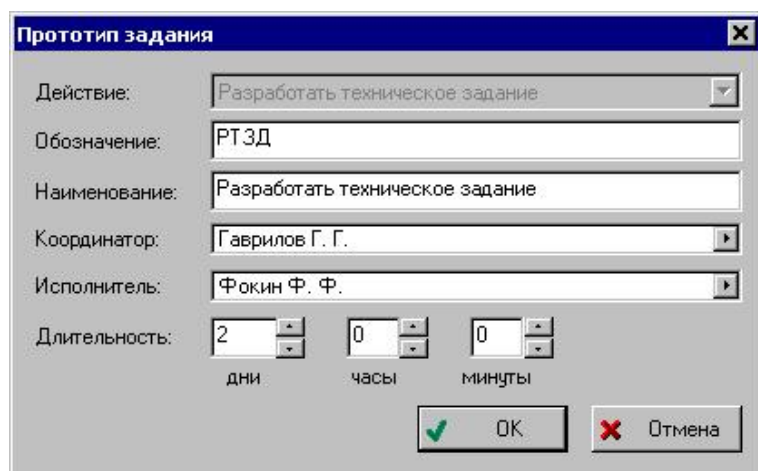 Прототип задания
Действие: Разработать техническое задание
Обозначение: РТЗД
Наименование: Разработать техническое задание
Координатор: Гаврилов Г. Г.
Исполнитель: Фокин Ф. Ф.
Длительность: 2 0 0
дни часы минуты
OK Отмена